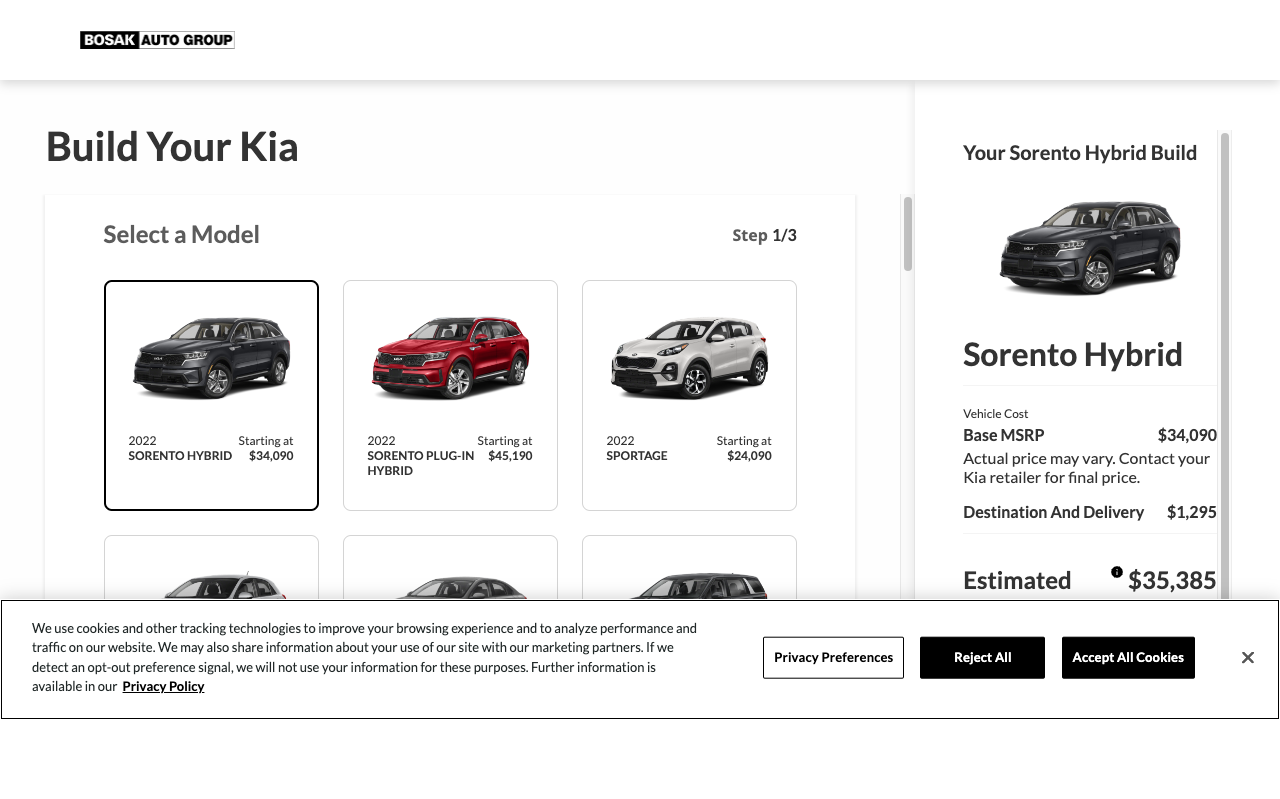 BOSAK AUTO GROUP
Build Your Kia
Select a Model
Step 1/3
2022
Starting at
SORENTO HYBRID
$34,090
2022
Starting at
SORENTO PLUG-IN
HYBRID
$45,190
2022
Starting at
SPORTAGE
$24,090
Your Sorento Hybrid Build
Sorento Hybrid
Vehicle Cost
Base MSRP
$34,090
Actual price may vary. Contact your
Kia retailer for final price.
Destination And Delivery
$1,295
Estimated
$35,385
We use cookies and other tracking technologies to improve your browsing experience and to analyze performance and
traffic on our website. We may also share information about your use of our site with our marketing partners. If we
detect an opt-out preference signal, we will not use your information for these purposes. Further information is
available in our Privacy Policy
Privacy Preferences
Reject All
Accept All Cookies